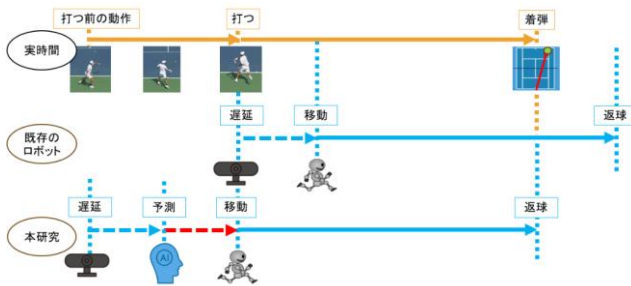 打つ前の動作
打つ
着弾
実時間
遅延
移動
返球
既存の
ロボット
遅延
予測
移動
返球
本研究
AI